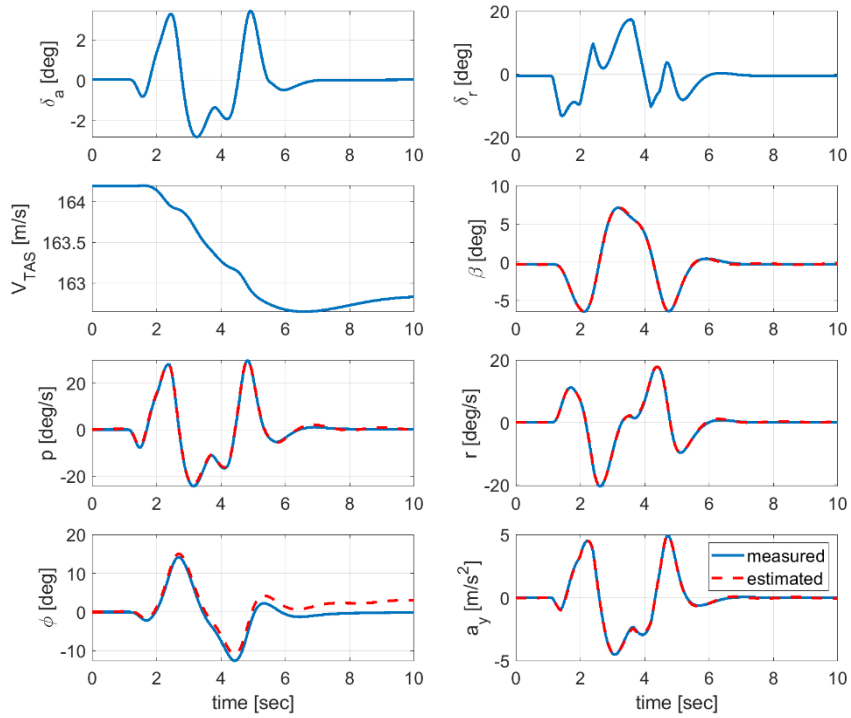 δa [deg]
2
0
-2
0 2 4 6 8 10
δr [deg]
20
0
-20
0 2 4 6 8 10
VTAS [m/s]
164
163.5
163
0 2 4 6 8 10
β [deg]
10
5
0
-5
0 2 4 6 8 10
p [deg/s]
20
0
-20
0 2 4 6 8 10
r [deg/s]
20
0
-20
0 2 4 6 8 10
ϕ [deg]
20
10
0
-10
0 2 4 6 8 10
time [sec]
ay [m/s²]
5
0
-5
0 2 4 6 8 10
time [sec]
measured
estimated